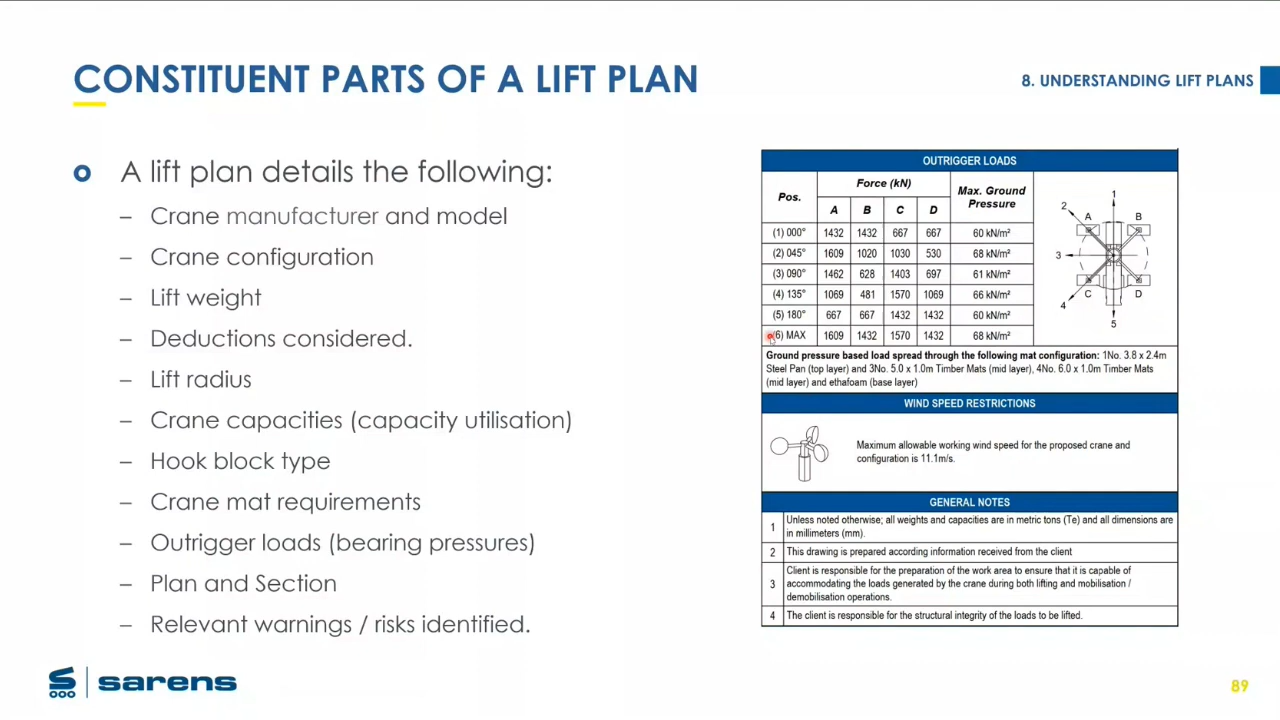 CONSTITUENT PARTS OF A LIFT PLAN
8. UNDERSTANDING LIFT PLANS
A lift plan details the following:
– Crane manufacturer and model
– Crane configuration
– Lift weight
– Deductions considered.
– Lift radius
– Crane capacities (capacity utilisation)
– Hook block type
– Crane mat requirements
– Outrigger loads (bearing pressures)
– Plan and Section
– Relevant warnings / risks identified.
OUTRIGGER LOADS
Pos. Force (kN) Max. Ground Pressure
A B C D
(1) 000° 1432 1432 667 667 60 kN/m²
(2) 045° 1609 1020 1030 530 68 kN/m²
(3) 090° 1462 628 1403 697 61 kN/m²
(4) 135° 1069 481 1570 1069 66 kN/m²
(5) 180° 667 667 1432 1432 60 kN/m²
(6) MAX 1609 1432 1570 1432 68 kN/m²
1
2
A B
3
C D
4
5
Ground pressure based load spread through the following mat configuration: 1No. 3.8 x 2.4m
Steel Pan (top layer) and 3No. 5.0 x 1.0m Timber Mats (mid layer), 4No. 6.0 x 1.0m Timber Mats
(mid layer) and ethafoam (base layer)
WIND SPEED RESTRICTIONS
Maximum allowable working wind speed for the proposed crane and
configuration is 11.1m/s.
GENERAL NOTES
1 Unless noted otherwise; all weights and capacities are in metric tons (Te) and all dimensions are
in millimeters (mm).
2 This drawing is prepared according information received from the client
3 Client is responsible for the preparation of the work area to ensure that it is capable of
accommodating the loads generated by the crane during both lifting and mobilisation /
demobilisation operations.
4 The client is responsible for the structural integrity of the loads to be lifted.
sarens
89